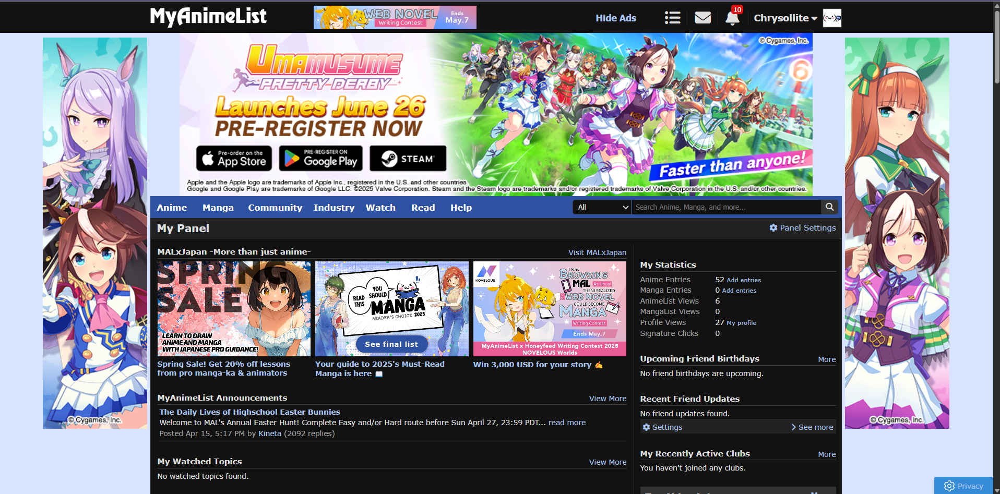 MyAnimeList
WEB NOVEL
Writing Contest
Ends
May.7
Hide Ads
10
Chrysollite
© Cygames, Inc.
UMAMUSUME
PRETTY DERBY
Launches June 26
PRE-REGISTER NOW
Pre-order on the
App Store
PRE-REGISTER ON
Google Play
STEAM
6
Faster than anyone!
Apple and the Apple logo are trademarks of Apple Inc., registered in the U.S. and other countries.
Google and Google Play are trademarks of Google LLC. ©2025 Valve Corporation. Steam and the Steam logo are trademarks and/or registered trademarks of Valve Corporation in the U.S. and/or other countries.
© Cygames, Inc.
© Cygames, Inc.
Anime
Manga
Community
Industry
Watch
Read
Help
All
Search Anime, Manga, and more...
My Panel
Panel Settings
MALxJapan -More than just anime-
Visit MALxJapan
SPRING
SALE
LEARN TO DRAW
ANIME AND MANGA
WITH JAPANESE PRO GUIDANCE!
Spring Sale! Get 20% off lessons
from pro manga-ka & animators
YOU
SHOULD
READ
THIS
MANGA
READER'S CHOICE 2025
See final list
Your guide to 2025's Must-Read
Manga is here 📖
NOVELOUS
I Was
BROWSING
MAL As Usual
THEN I REALIZED
MY WEB NOVEL
COULD BECOME
MANGA
Writing Contest
Ends May.7
MyAnimeList x Honeyfeed Writing Contest 2025
NOVELOUS Worlds
Win 3,000 USD for your story ✍
MyAnimeList Announcements
View More
The Daily Lives of Highschool Easter Bunnies
Welcome to MAL's Annual Easter Hunt! Complete Easy and/or Hard route before Sun April 27, 23:59 PDT... read more
Posted Apr 15, 5:17 PM by Kineta (2092 replies)
My Watched Topics
View More
No watched topics found.
My Statistics
Anime Entries 52 Add entries
Manga Entries 0 Add entries
AnimeList Views 6
MangaList Views 0
Profile Views 27 My profile
Signature Clicks 0
Upcoming Friend Birthdays
More
No friend birthdays are upcoming.
Recent Friend Updates
No friend updates found.
Settings
See more
My Recently Active Clubs
More
You haven't joined any clubs.
Privacy